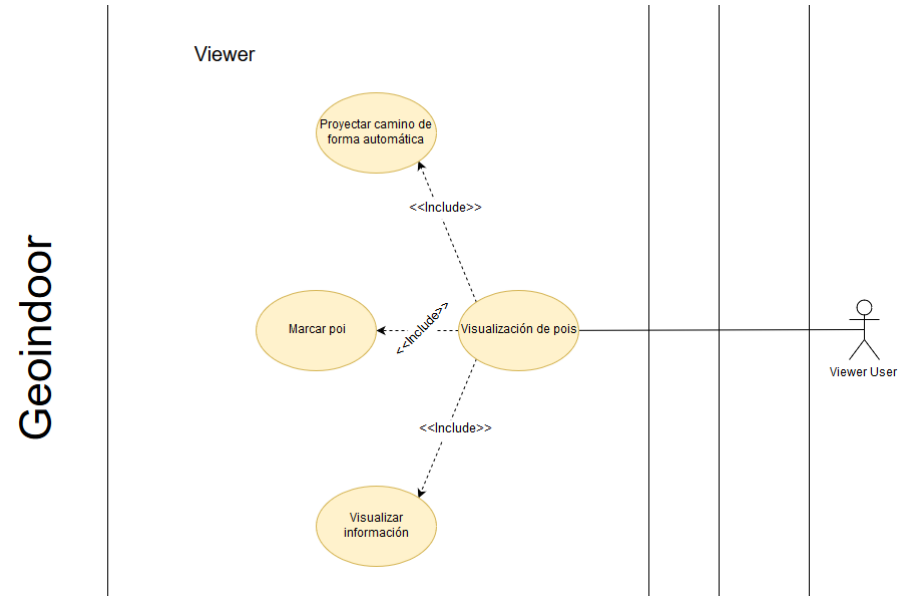 Viewer
Proyectar camino de
forma automática
<<Include>>
Geoindoor
Marcar poi
<<Include>>
Visualización de pois
Viewer User
<<Include>>
Visualizar
información